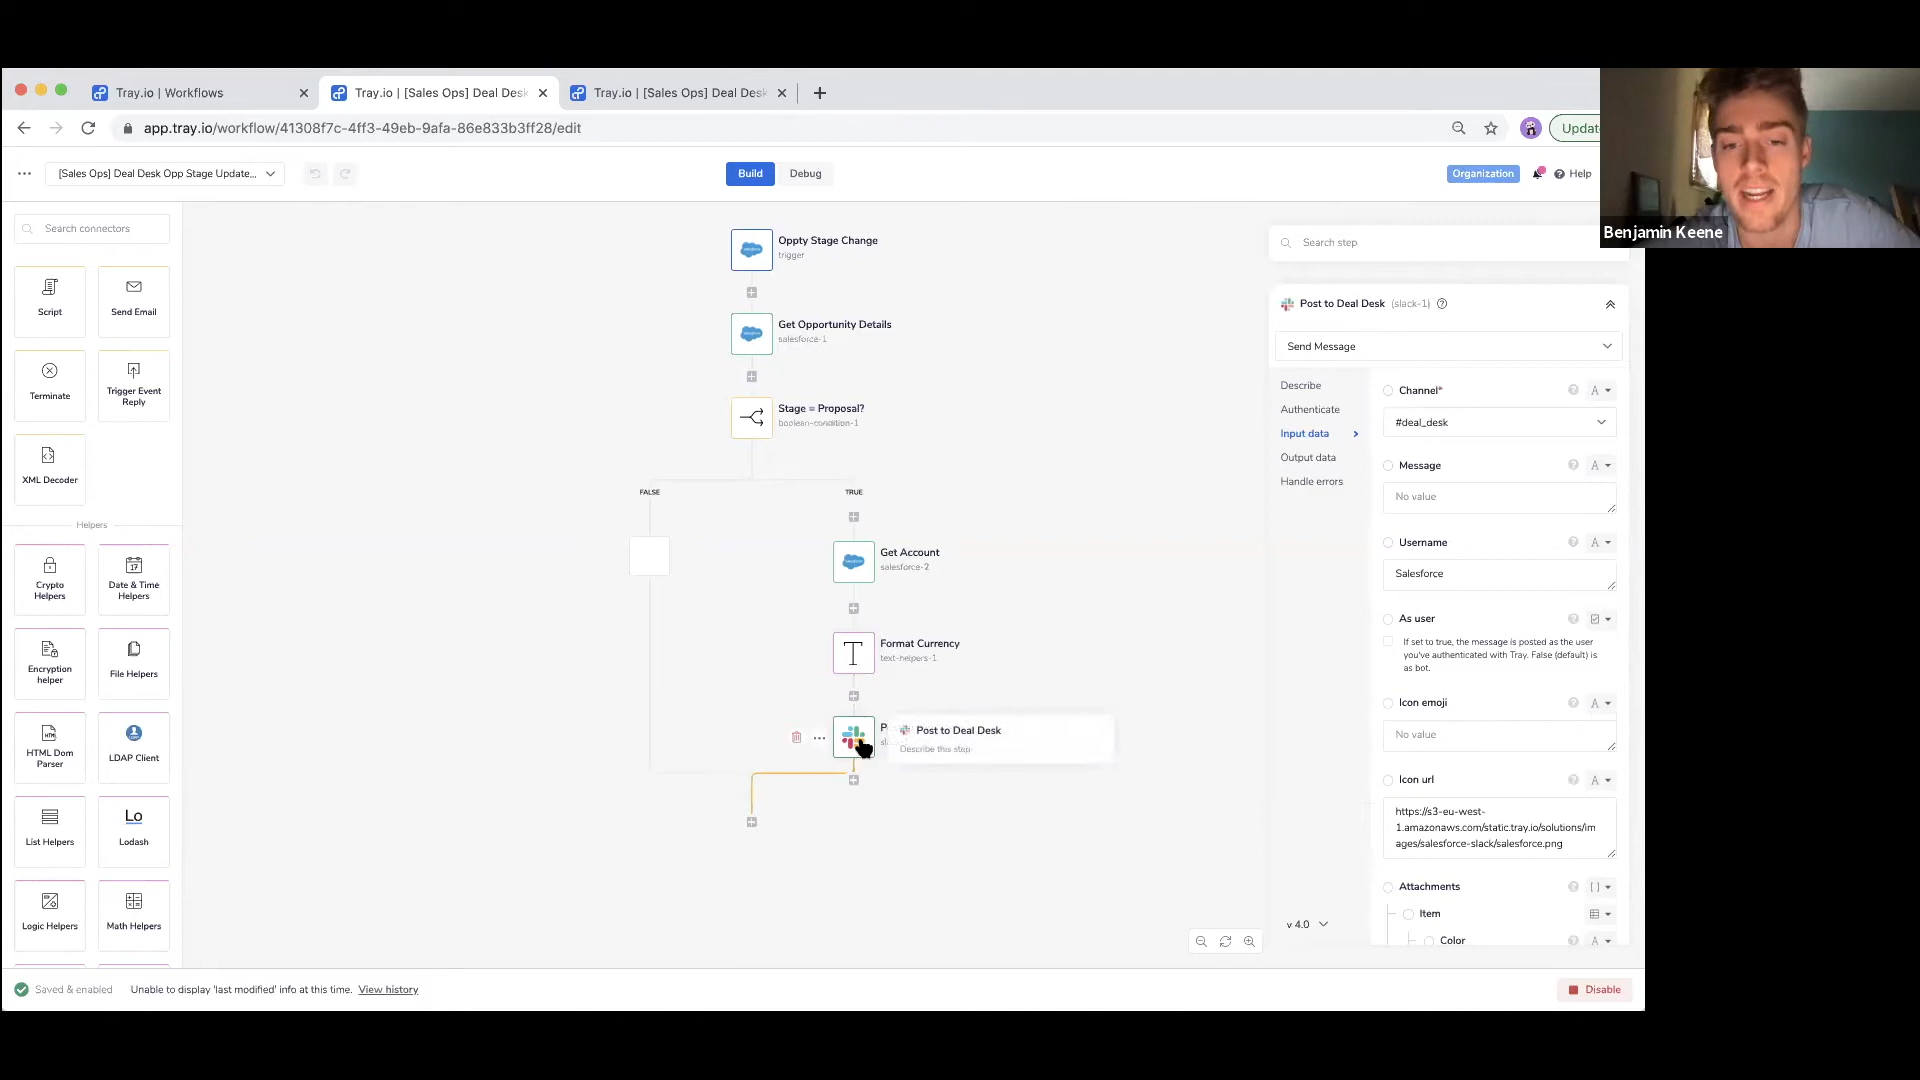 Tray.io | Workflows
Tray.io | [Sales Ops] Deal Desk
Tray.io | [Sales Ops] Deal Desk
app.tray.io/workflow/41308f7c-4ff3-49eb-9afa-86e833b3ff28/edit
Updat
[Sales Ops] Deal Desk Opp Stage Update...
Build
Debug
Organization
Help
Benjamin Keene
Search connectors
Script
Send Email
Terminate
Trigger Event
Reply
XML Decoder
Helpers
Crypto
Helpers
17
Date & Time
Helpers
Encryption
helper
File Helpers
HTML Dom
Parser
LDAP Client
List Helpers
Lo
Lodash
Logic Helpers
Math Helpers
Oppty Stage Change
trigger
Get Opportunity Details
salesforce-1
Stage = Proposal?
boolean-condition-1
FALSE
TRUE
Get Account
salesforce-2
T
Format Currency
text-helpers-1
Post to Deal Desk
Describe this step
Search step
Post to Deal Desk (slack-1)
Send Message
Describe
Authenticate
Input data
Output data
Handle errors
Channel*
A
#deal_desk
Message
A
No value
Username
A
Salesforce
As user
If set to true, the message is posted as the user
you've authenticated with Tray. False (default) is
as bot.
Icon emoji
A
No value
Icon url
A
https://s3-eu-west-
1.amazonaws.com/static.tray.io/solutions/im
ages/salesforce-slack/salesforce.png
Attachments
[ ]
Item
Color
A
v 4.0
Saved & enabled
Unable to display 'last modified' info at this time. View history
Disable